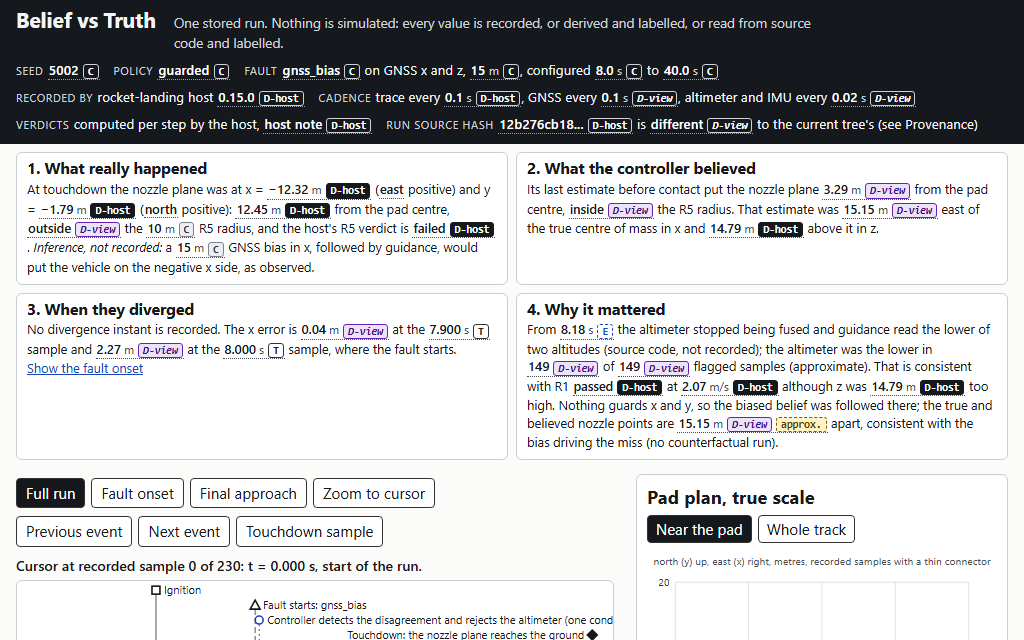 Belief vs Truth
One stored run. Nothing is simulated: every value is recorded, or derived and labelled, or read from source
code and labelled.
SEED 5002 C POLICY guarded C FAULT gnss_bias C on GNSS x and z, 15 m C, configured 8.0 s C to 40.0 s C
RECORDED BY rocket-landing host 0.15.0 D-host CADENCE trace every 0.1 s D-host, GNSS every 0.1 s D-view, altimeter and IMU every 0.02 s D-view
VERDICTS computed per step by the host, host note D-host RUN SOURCE HASH 12b276cb18... D-host is different D-view to the current tree's (see Provenance)
1. What really happened
At touchdown the nozzle plane was at x = −12.32 m D-host (east positive) and y
= −1.79 m D-host (north positive): 12.45 m D-host from the pad centre,
outside D-view the 10 m C R5 radius, and the host's R5 verdict is failed D-host
. Inference, not recorded: a 15 m C GNSS bias in x, followed by guidance, would
put the vehicle on the negative x side, as observed.
2. What the controller believed
Its last estimate before contact put the nozzle plane 3.29 m D-view from the pad
centre, inside D-view the R5 radius. That estimate was 15.15 m D-view east of
the true centre of mass in x and 14.79 m D-host above it in z.
3. When they diverged
No divergence instant is recorded. The x error is 0.04 m D-view at the 7.900 s T
sample and 2.27 m D-view at the 8.000 s T sample, where the fault starts.
Show the fault onset
4. Why it mattered
From 8.18 s E the altimeter stopped being fused and guidance read the lower of
two altitudes (source code, not recorded); the altimeter was the lower in
149 D-view of 149 D-view flagged samples (approximate). That is consistent
with R1 passed D-host at 2.07 m/s D-host although z was 14.79 m D-host too
high. Nothing guards x and y, so the biased belief was followed there; the true and
believed nozzle points are 15.15 m D-view approx. apart, consistent with the
bias driving the miss (no counterfactual run).
Full run Fault onset Final approach Zoom to cursor
Previous event Next event Touchdown sample
Cursor at recorded sample 0 of 230: t = 0.000 s, start of the run.
Ignition
Fault starts: gnss_bias
Controller detects the disagreement and rejects the altimeter (one cond
Touchdown: the nozzle plane reaches the ground
Pad plan, true scale
Near the pad Whole track
north (y) up, east (x) right, metres, recorded samples with a thin connector
20